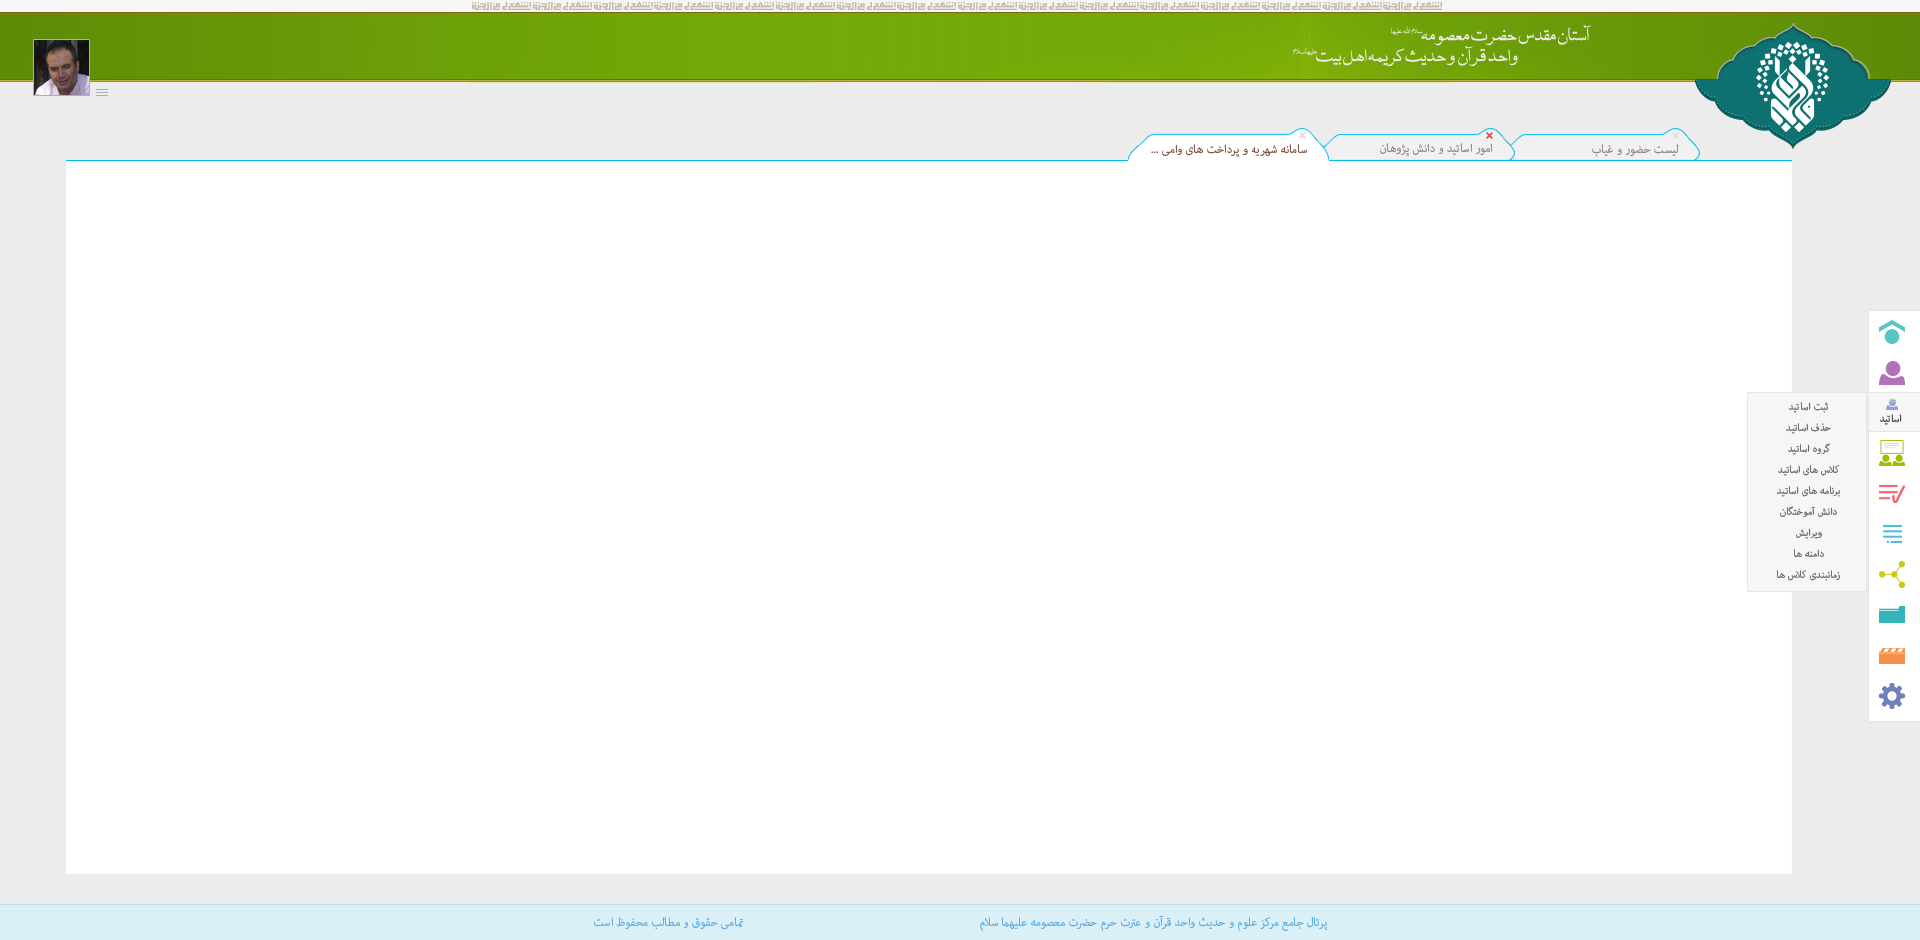 آستان مقدس حضرت معصومه سلام الله علیها
واحد قرآن و حدیث کریمه اهل بیت علیها سلام
لیست حضور و غیاب
امور اساتید و دانش پژوهان
سامانه شهریه و پرداخت های وامی ...
اساتید
ثبت اساتید
حذف اساتید
گروه اساتید
کلاس های اساتید
برنامه های اساتید
دانش آموختگان
ویرایش
دامنه ها
زمانبندی کلاس ها
پرتال جامع مرکز علوم و حدیث واحد قرآن و عترت حرم حضرت معصومه علیهما سلام
تمامی حقوق و مطالب محفوظ است